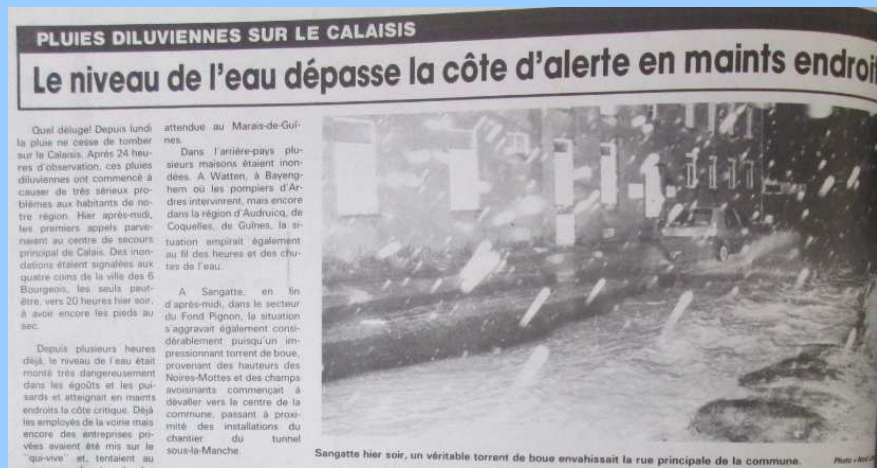 PLUIES DILUVIENNES SUR LE CALAISIS
Le niveau de l'eau dépasse la côte d'alerte en maints endroit
Quel déluge! Depuis lundi
la pluie ne cesse de tomber
sur le Calaisis. Après 24 heu-
res d'observation, ces pluies
diluviennes ont commencé à
causer de très sérieux pro-
blèmes aux habitants de no-
tre région. Hier après-midi,
les premiers appels parve-
naient au centre de secours
principal de Calais. Des inon-
dations étaient signalées aux
quatre coins de la ville des 6
Bourgeois, les seuls peut-
être, vers 20 heures hier soir,
à avoir encore les pieds au
sec.
Depuis plusieurs heures
déjà, le niveau de l'eau était
monté très dangereusement
dans les égoûts et les pui-
sards et atteignait en maints
endroits la côte critique. Déjà
les employés de la voirie mais
encore des entreprises pri-
vées avaient été mis sur le
"qui-vive" et, tentaient au
attendue au Marais-de-Guî-
nes.
Dans l'arrière-pays plu-
sieurs maisons étaient inon-
dées. A Watten, à Bayeng-
hem où les pompiers d'Ar-
dres intervinrent, mais encore
dans la région d'Audruicq, de
Coquelles, de Guînes, la si-
tuation empirait également
au fil des heures et des chu-
tes de l'eau.
A Sangatte, en fin
d'après-midi, dans le secteur
du Fond Pignon, la situation
s'aggravait également consi-
dérablement puisqu'un im-
pressionnant torrent de boue,
provenant des hauteurs des
Noires-Mottes et des champs
avoisinants commençait à
dévaller vers le centre de la
commune, passant à proxi-
mité des installations du
chantier du tunnel
sous-la-Manche.
Sangatte hier soir, un véritable torrent de boue envahissait la rue principale de la commune.
Photo